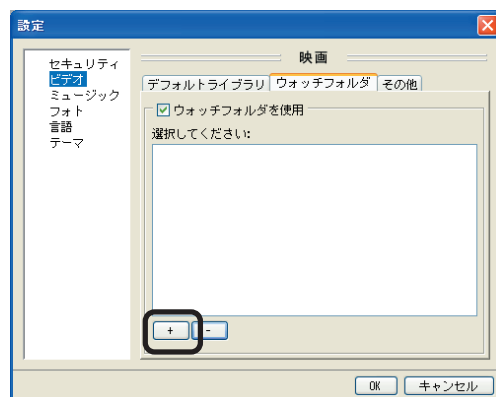 設定
セキュリティ
ビデオ
ミュージック
フォト
言語
テーマ
映画
デフォルトライブラリ ウォッチフォルダ その他
ウォッチフォルダを使用
選択してください:
+ -
OK キャンセル